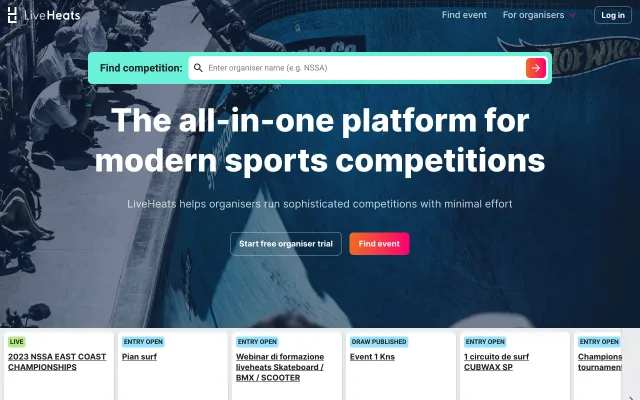 LiveHeats
Find event
For organisers
Log in
Find competition:
Enter organiser name (e.g. NSSA)
The all-in-one platform for
modern sports competitions
LiveHeats helps organisers run sophisticated competitions with minimal effort
Start free organiser trial
Find event
LIVE
2023 NSSA EAST COAST
CHAMPIONSHIPS
ENTRY OPEN
Pian surf
ENTRY OPEN
Webinar di formazione
liveheats Skateboard /
BMX / SCOOTER
DRAW PUBLISHED
Event 1 Kns
ENTRY OPEN
1 circuito de surf
CUBWAX SP
ENTRY OPEN
Champions